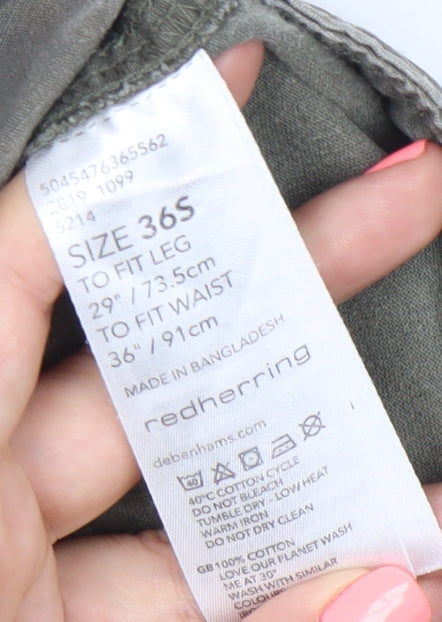 5045476365562
2819 1099
5214
SIZE 36S
TO FIT LEG
29" / 73.5cm
TO FIT WAIST
36" / 91cm
MADE IN BANGLADESH
redherring
debenhams.com
40
40°C COTTON CYCLE
DO NOT BLEACH
TUMBLE DRY - LOW HEAT
WARM IRON
DO NOT DRY CLEAN
GB 100% COTTON
LOVE OUR PLANET WASH
ME AT 30°
WASH WITH SIMILAR